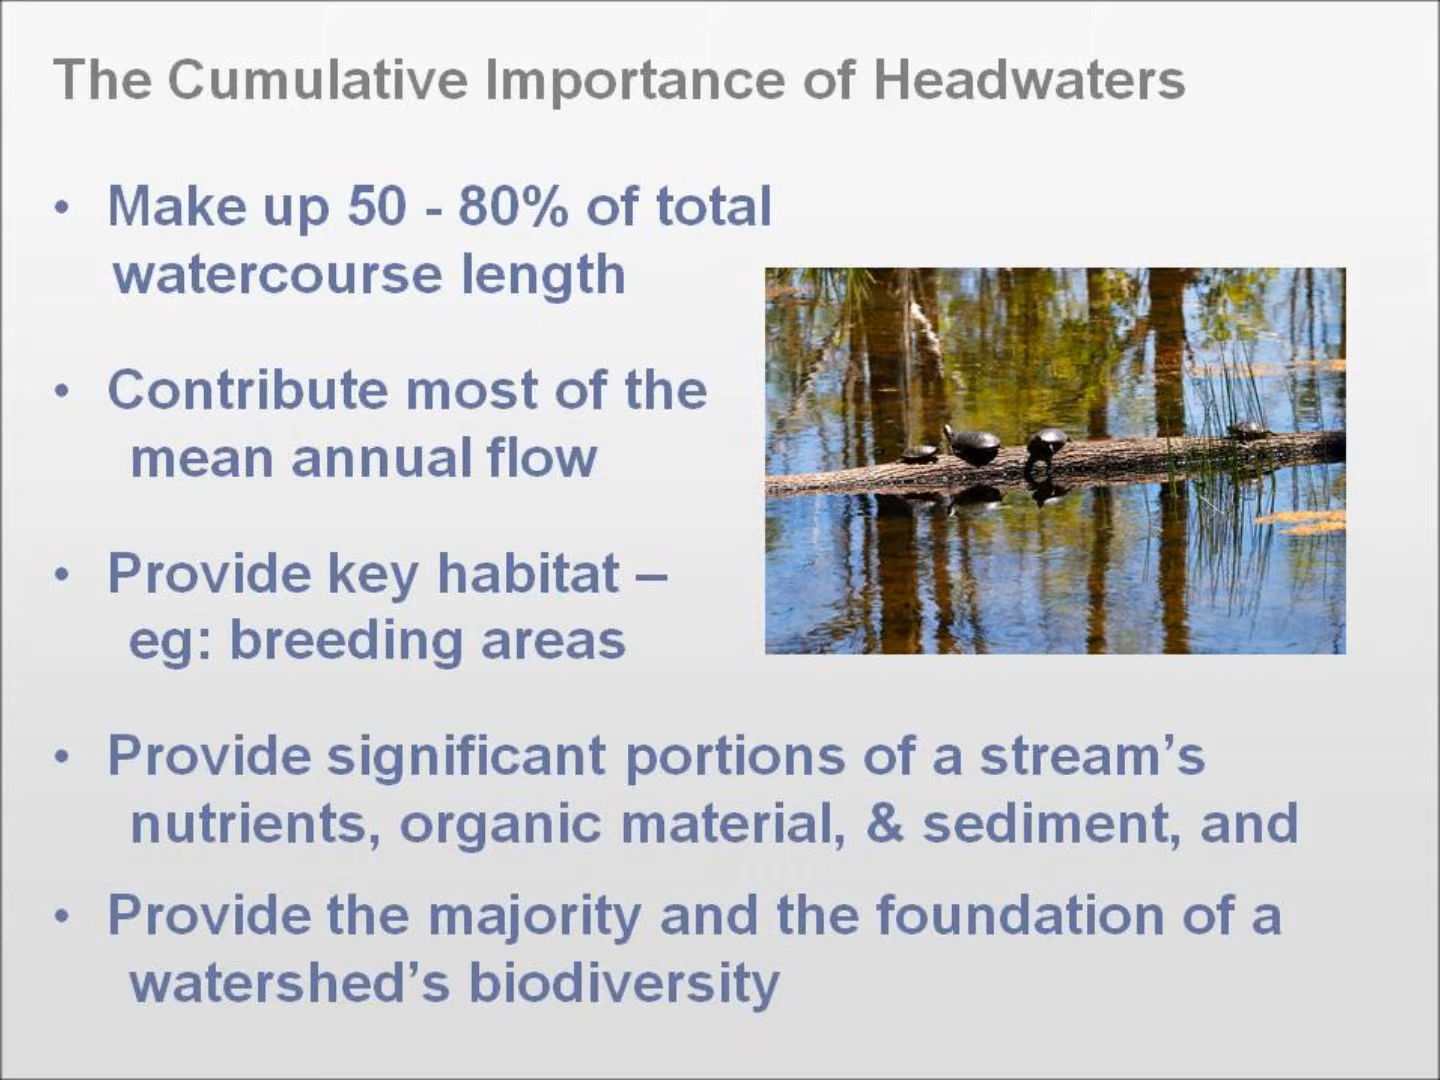 The Cumulative Importance of Headwaters
• Make up 50 - 80% of total
watercourse length
• Contribute most of the
mean annual flow
• Provide key habitat –
eg: breeding areas
• Provide significant portions of a stream’s
nutrients, organic material, & sediment, and
• Provide the majority and the foundation of a
watershed’s biodiversity